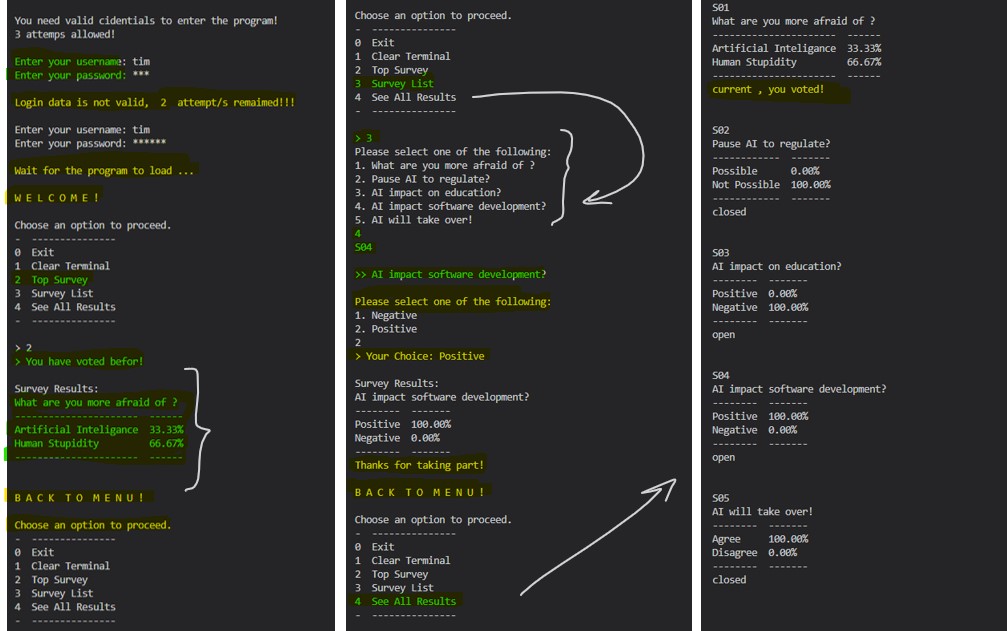 You need valid cidentials to enter the program!
3 attemps allowed!
Enter your username: tim
Enter your password: ***
Login data is not valid,  2  attempt/s remaimed!!!
Enter your username: tim
Enter your password: ******
Wait for the program to load ...
W E L C O M E !
Choose an option to proceed.
-  ---------------
0  Exit
1  Clear Terminal
2  Top Survey
3  Survey List
4  See All Results
-  ---------------
> 2
> You have voted befor!
Survey Results:
What are you more afraid of ?
----------------------  ------
Artificial Inteligance  33.33%
Human Stupidity         66.67%
----------------------  ------
B A C K  T O  M E N U !
Choose an option to proceed.
-  ---------------
0  Exit
1  Clear Terminal
2  Top Survey
3  Survey List
4  See All Results
-  ---------------
Choose an option to proceed.
-  ---------------
0  Exit
1  Clear Terminal
2  Top Survey
3  Survey List
4  See All Results
-  ---------------
> 3
Please select one of the following:
1. What are you more afraid of ?
2. Pause AI to regulate?
3. AI impact on education?
4. AI impact software development?
5. AI will take over!
4
S04
>> AI impact software development?
Please select one of the following:
1. Negative
2. Positive
2
> Your Choice: Positive
Survey Results:
AI impact software development?
--------  -------
Positive  100.00%
Negative  0.00%
--------  -------
Thanks for taking part!
B A C K  T O  M E N U !
Choose an option to proceed.
-  ---------------
0  Exit
1  Clear Terminal
2  Top Survey
3  Survey List
4  See All Results
-  ---------------
S01
What are you more afraid of ?
----------------------  ------
Artificial Inteligance  33.33%
Human Stupidity         66.67%
----------------------  ------
current , you voted!
S02
Pause AI to regulate?
------------  -------
Possible      0.00%
Not Possible  100.00%
------------  -------
closed
S03
AI impact on education?
--------  -------
Positive  0.00%
Negative  100.00%
--------  -------
open
S04
AI impact software development?
--------  -------
Positive  100.00%
Negative  0.00%
--------  -------
open
S05
AI will take over!
--------  -------
Agree     100.00%
Disagree  0.00%
--------  -------
closed